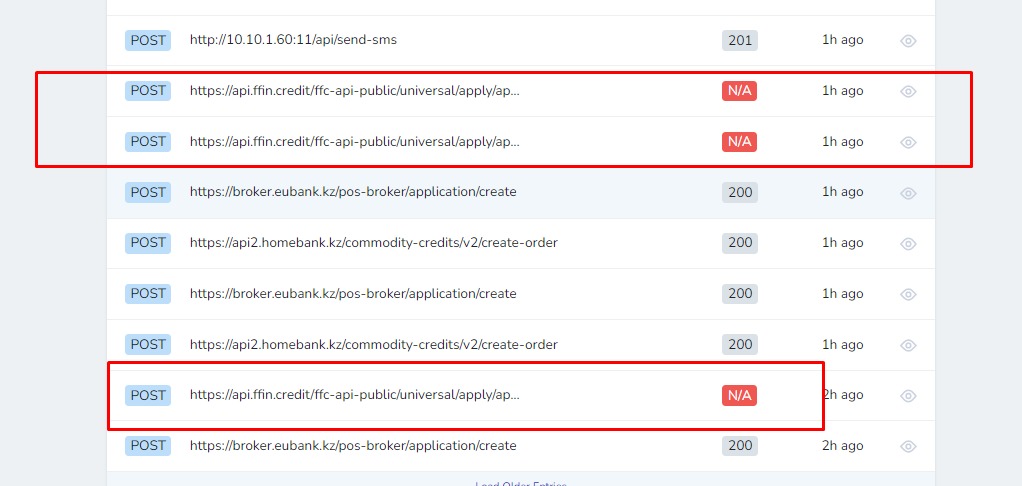 POST http://10.10.1.60:11/api/send-sms 201 1h ago
POST https://api.ffin.credit/ffc-api-public/universal/apply/ap... N/A 1h ago
POST https://api.ffin.credit/ffc-api-public/universal/apply/ap... N/A 1h ago
POST https://broker.eubank.kz/pos-broker/application/create 200 1h ago
POST https://api2.homebank.kz/commodity-credits/v2/create-order 200 1h ago
POST https://broker.eubank.kz/pos-broker/application/create 200 1h ago
POST https://api2.homebank.kz/commodity-credits/v2/create-order 200 1h ago
POST https://api.ffin.credit/ffc-api-public/universal/apply/ap... N/A 2h ago
POST https://broker.eubank.kz/pos-broker/application/create 200 2h ago
Load Older Entries